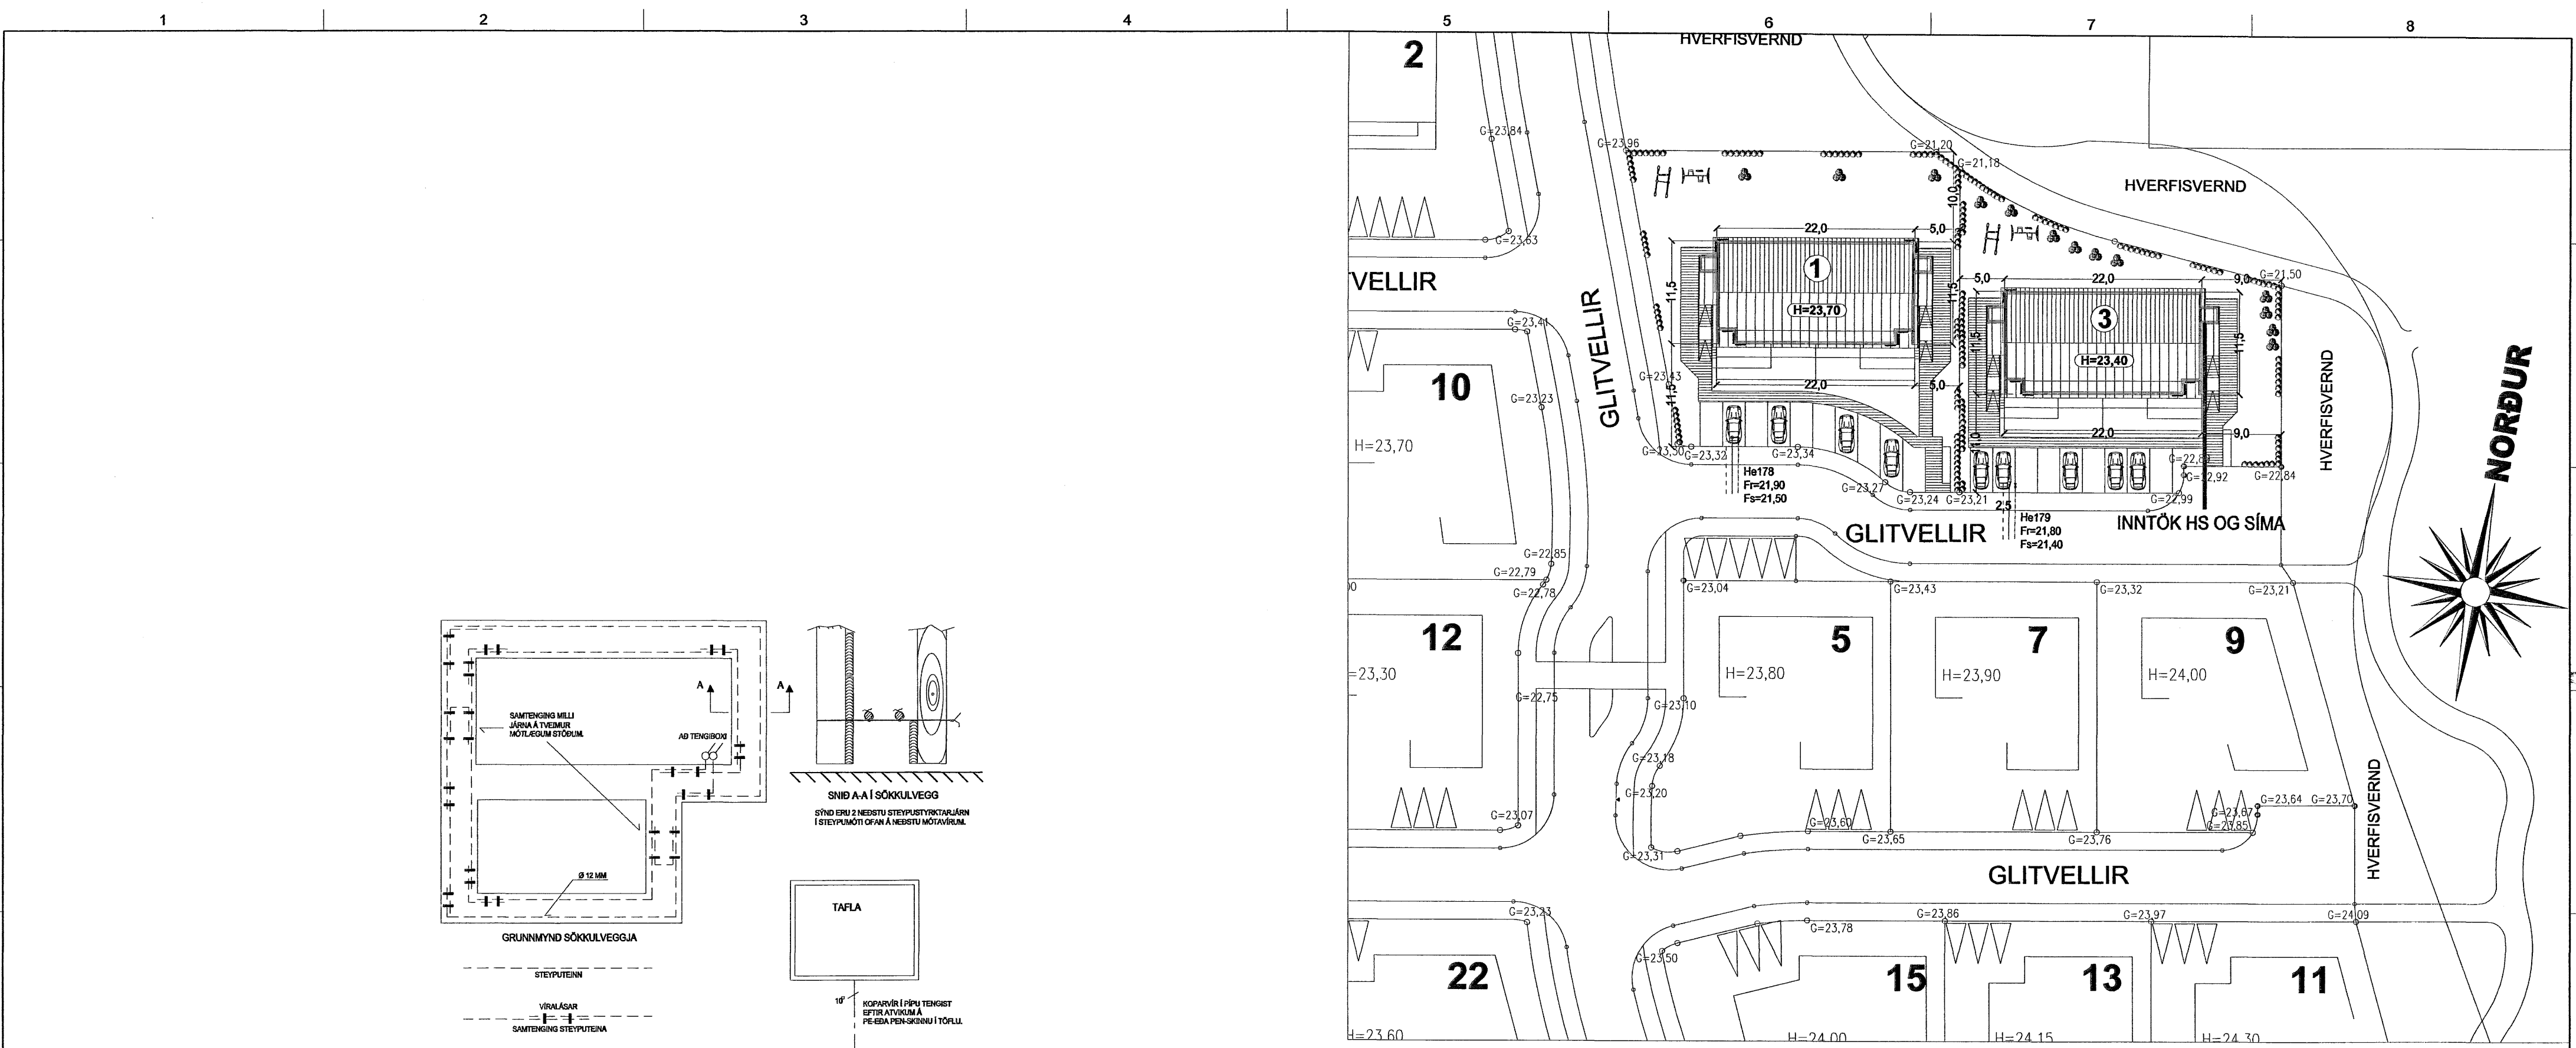 1 2 3 4 5 6 7 8
HVERFISVERND
2
G=23,84
G=23,63
G=23,96
G=21,20
G=21,18
HVERFISVERND
10,0
22,0
5,0
1
H=23,70
11,5
11,5
22,0
5,0
11,5
5,0
22,0
9,0
G=21,50
3
H=23,40
11,5
11,5
22,0
9,0
11,0
VELLIR
GLITVELLIR
G=23,41
G=23,43
G=23,23
10
H=23,70
G=23,50
G=23,32
G=23,34
He178
Fr=21,90
Fs=21,50
G=23,27
G=23,24
G=23,21
2,5
He179
Fr=21,80
Fs=21,40
G=22,92
G=22,84
G=22,99
INNTÖK HS OG SÍMA
GLITVELLIR
HVERFISVERND
NORÐUR
G=22,85
G=22,79
G=22,78
G=23,04
G=23,43
G=23,32
G=23,21
12
=23,30
5
H=23,80
7
H=23,90
9
H=24,00
G=22,75
G=23,10
G=23,18
G=23,20
G=23,07
G=23,31
G=23,60
G=23,65
G=23,76
G=23,64
G=23,70
G=23,67
G=23,85
HVERFISVERND
GLITVELLIR
G=23,23
G=23,50
G=23,78
G=23,86
G=23,97
G=24,09
22
H=23,60
15
H=24,00
13
H=24,15
11
H=24,30
A
A
SAMTENGING MILLI
JÁRNA Á TVEIMUR
MÓTLÆGUM STÖÐUM.
AÐ TENGIBOXI
Ø 12 MM
GRUNNMYND SÖKKULVEGGJA
STEYPUTEINN
VÍRALÁSAR
SAMTENGING STEYPUTEINA
SNIÐ A-A Í SÖKKULVEGG
SÝND ERU 2 NEÐSTU STEYPUSTYRKTARJÁRN
Í STEYPUMÓTI OFAN Á NEÐSTU MÓTAVÍRUM.
TAFLA
10
KOPARVÍR Í PÍPU TENGIST
EFTIR ATVIKUM Á
PE-EÐA PEN-SKINNU Í TÖFLU.